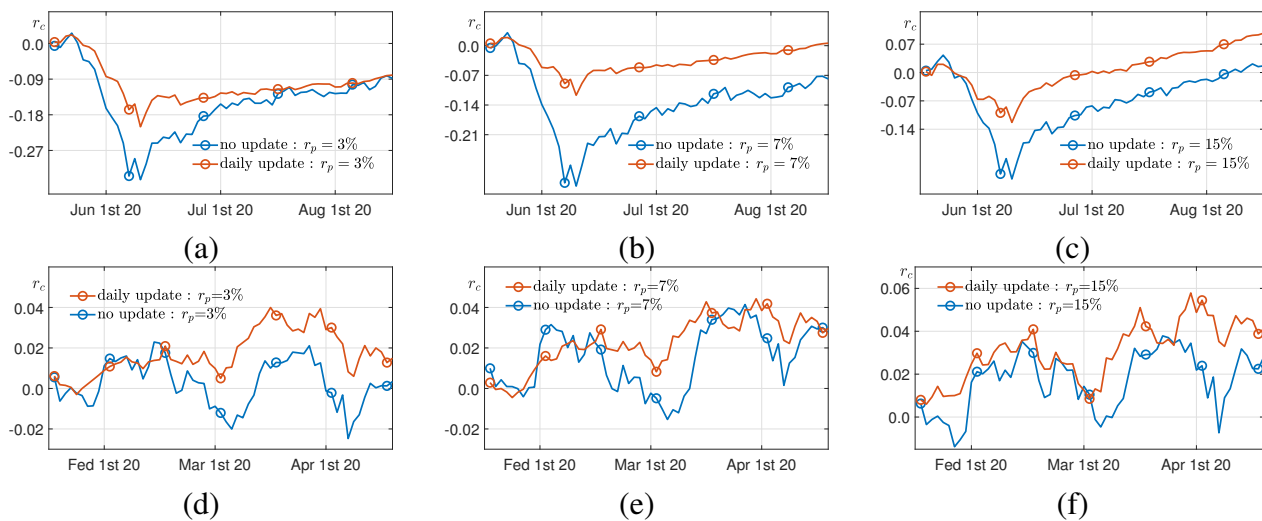 r_c
0.0
-0.09
-0.18
-0.27
no update : r_p = 3%
daily update : r_p = 3%
Jun 1st 20 Jul 1st 20 Aug 1st 20
(a)
r_c
0.0
-0.07
-0.14
-0.21
no update : r_p = 7%
daily update : r_p = 7%
Jun 1st 20 Jul 1st 20 Aug 1st 20
(b)
r_c
0.07
0.0
-0.07
-0.14
no update : r_p = 15%
daily update : r_p = 15%
Jun 1st 20 Jul 1st 20 Aug 1st 20
(c)
r_c
0.04
0.02
0.0
-0.02
daily update : r_p=3%
no update : r_p=3%
Fed 1st 20 Mar 1st 20 Apr 1st 20
(d)
r_c
0.04
0.02
0.0
-0.02
daily update : r_p=7%
no update : r_p=7%
Fed 1st 20 Mar 1st 20 Apr 1st 20
(e)
r_c
0.06
0.04
0.02
0.0
daily update : r_p=15%
no update : r_p=15%
Fed 1st 20 Mar 1st 20 Apr 1st 20
(f)